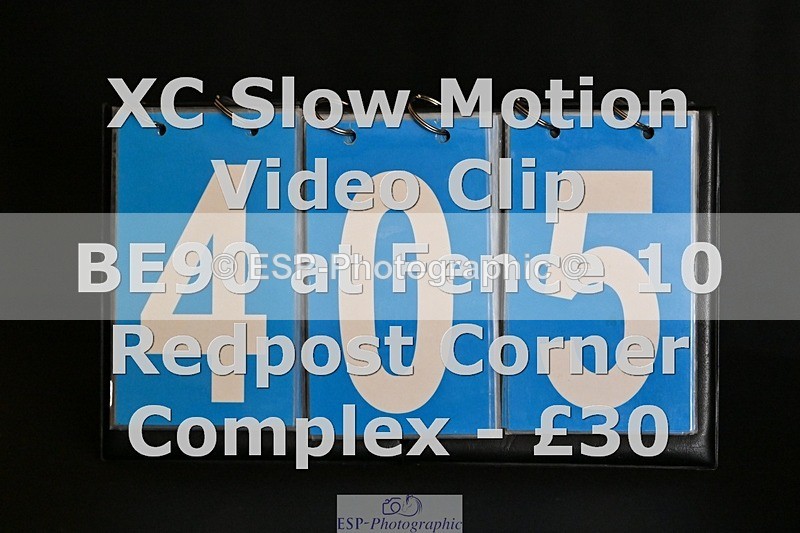 XC Slow Motion
Video Clip
BE90 at Fence 10
Redpost Corner
Complex - £30
405
© ESP-Photographic ©
ESP-Photographic